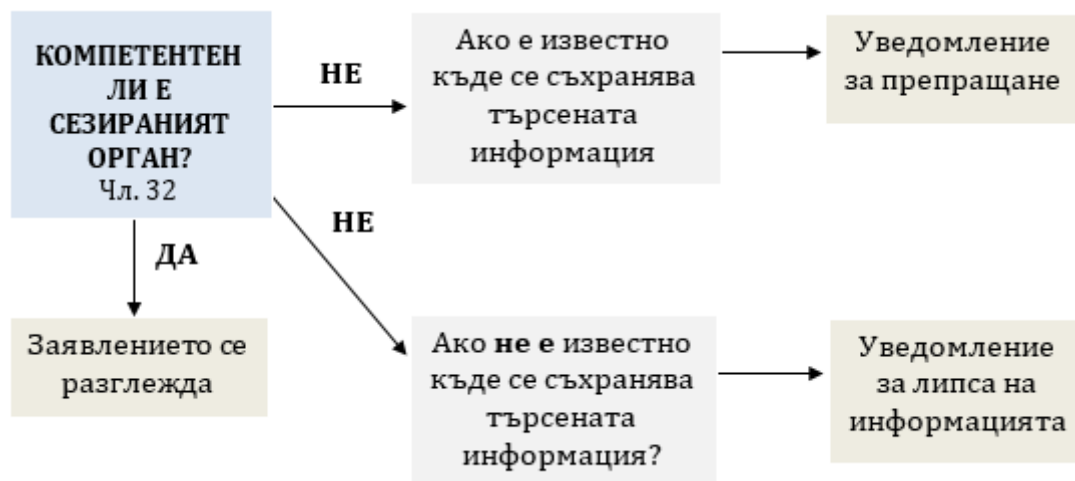 КОМПЕТЕНТЕН
ЛИ Е
СЕЗИРАНИЯТ
ОРГАН?
Чл. 32
НЕ
Ако е известно
къде се съхранява
търсената
информация
Уведомление
за препращане
НЕ
ДА
Заявлението се
разглежда
Ако не е известно
къде се съхранява
търсената
информация?
Уведомление
за липса на
информацията